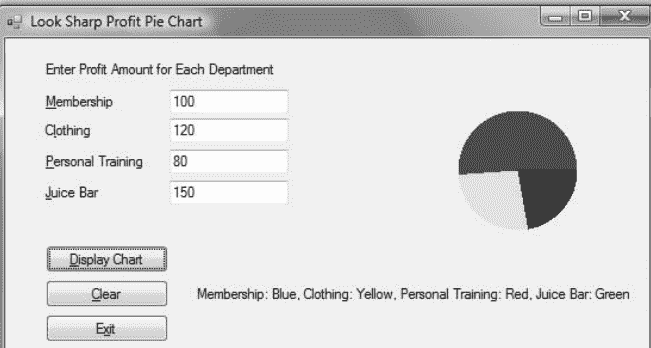 Look Sharp Profit Pie Chart
Enter Profit Amount for Each Department
Membership 100
Clothing 120
Personal Training 80
Juice Bar 150
Display Chart
Clear
Membership: Blue, Clothing: Yellow, Personal Training: Red, Juice Bar: Green
Exit